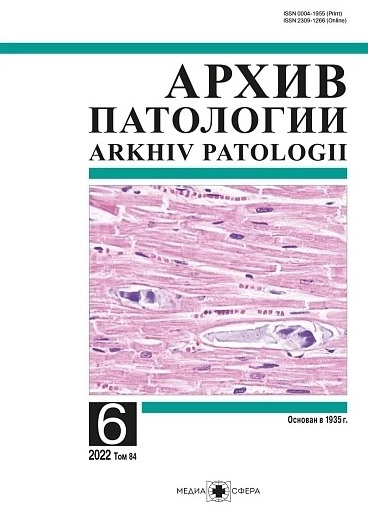 ISSN 0004-1955 (Print)
ISSN 2309-1266 (Online)
АРХИВ
ПАТОЛОГИИ
ARKHIV PATOLOGII
6
2022 Том 84
Основан в 1935 г.
МЕДИА СФЕРА